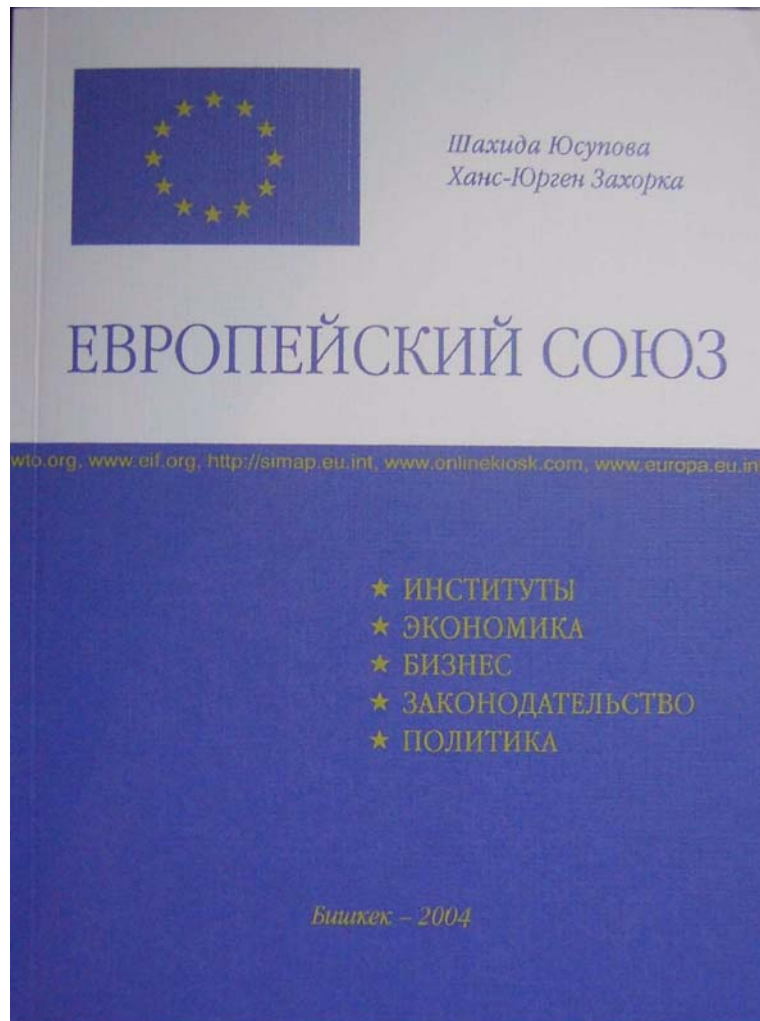 Шахида Юсупова
Ханс-Юрген Захорка
ЕВРОПЕЙСКИЙ СОЮЗ
wto.org, www.eif.org, http://simap.eu.int, www.onlinekiosk.com, www.europa.eu.in
★ ИНСТИТУТЫ
★ ЭКОНОМИКА
★ БИЗНЕС
★ ЗАКОНОДАТЕЛЬСТВО
★ ПОЛИТИКА
Бишкек – 2004